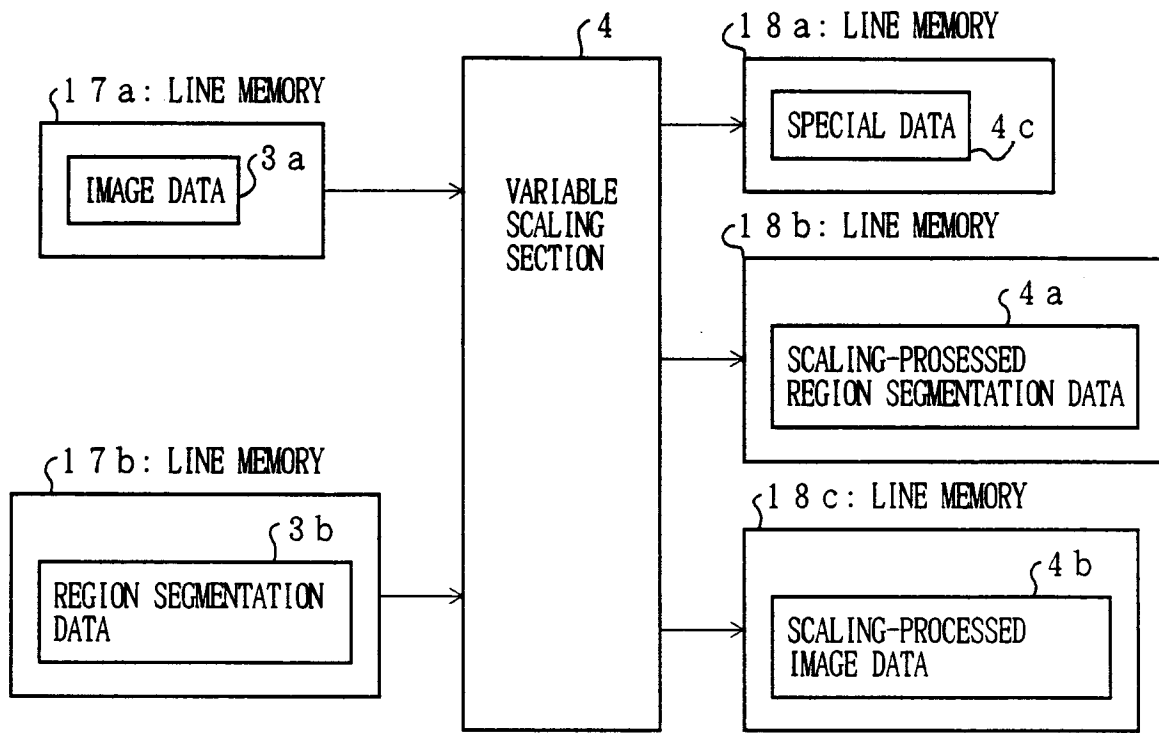 17a: LINE MEMORY
3a
IMAGE DATA
17b: LINE MEMORY
3b
REGION SEGMENTATION
DATA
4
VARIABLE
SCALING
SECTION
18a: LINE MEMORY
SPECIAL DATA
4c
18b: LINE MEMORY
4a
SCALING-PROSESSED
REGION SEGMENTATION DATA
18c: LINE MEMORY
4b
SCALING-PROCESSED
IMAGE DATA